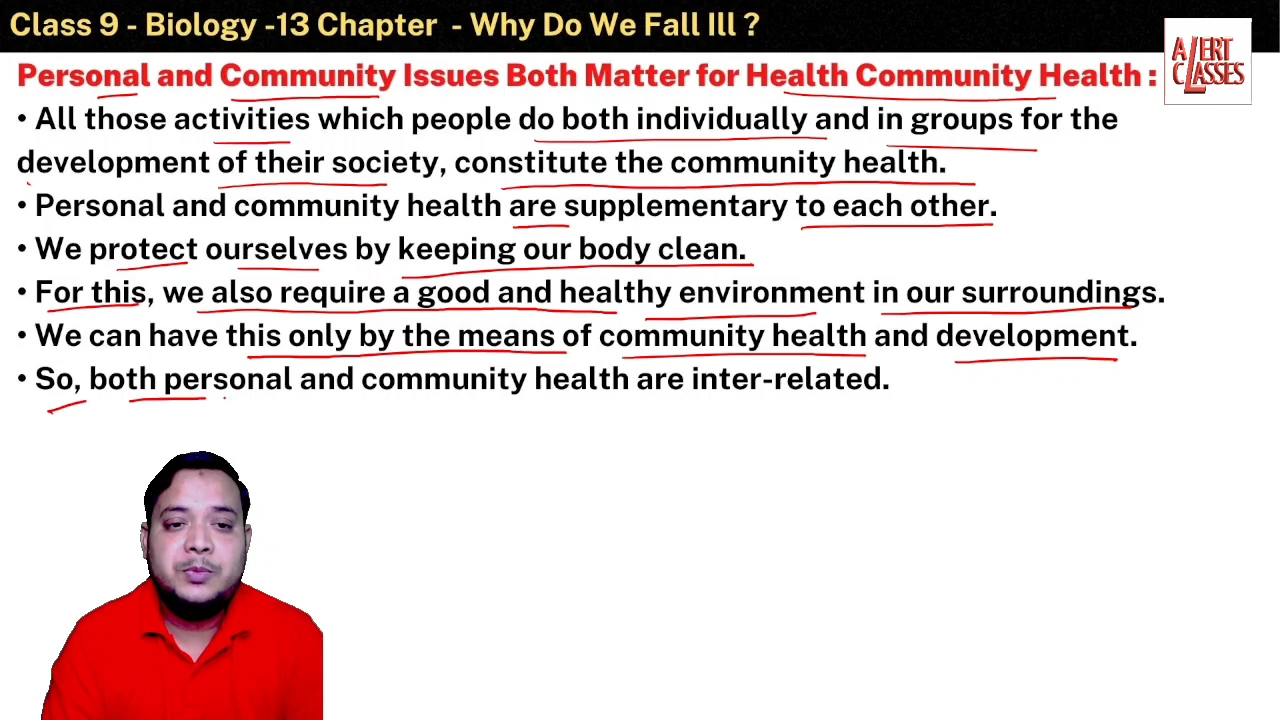 Class 9 - Biology -13 Chapter - Why Do We Fall Ill ?
ALERT
CLASSES
Personal and Community Issues Both Matter for Health Community Health :
• All those activities which people do both individually and in groups for the
development of their society, constitute the community health.
• Personal and community health are supplementary to each other.
• We protect ourselves by keeping our body clean.
• For this, we also require a good and healthy environment in our surroundings.
• We can have this only by the means of community health and development.
• So, both personal and community health are inter-related.